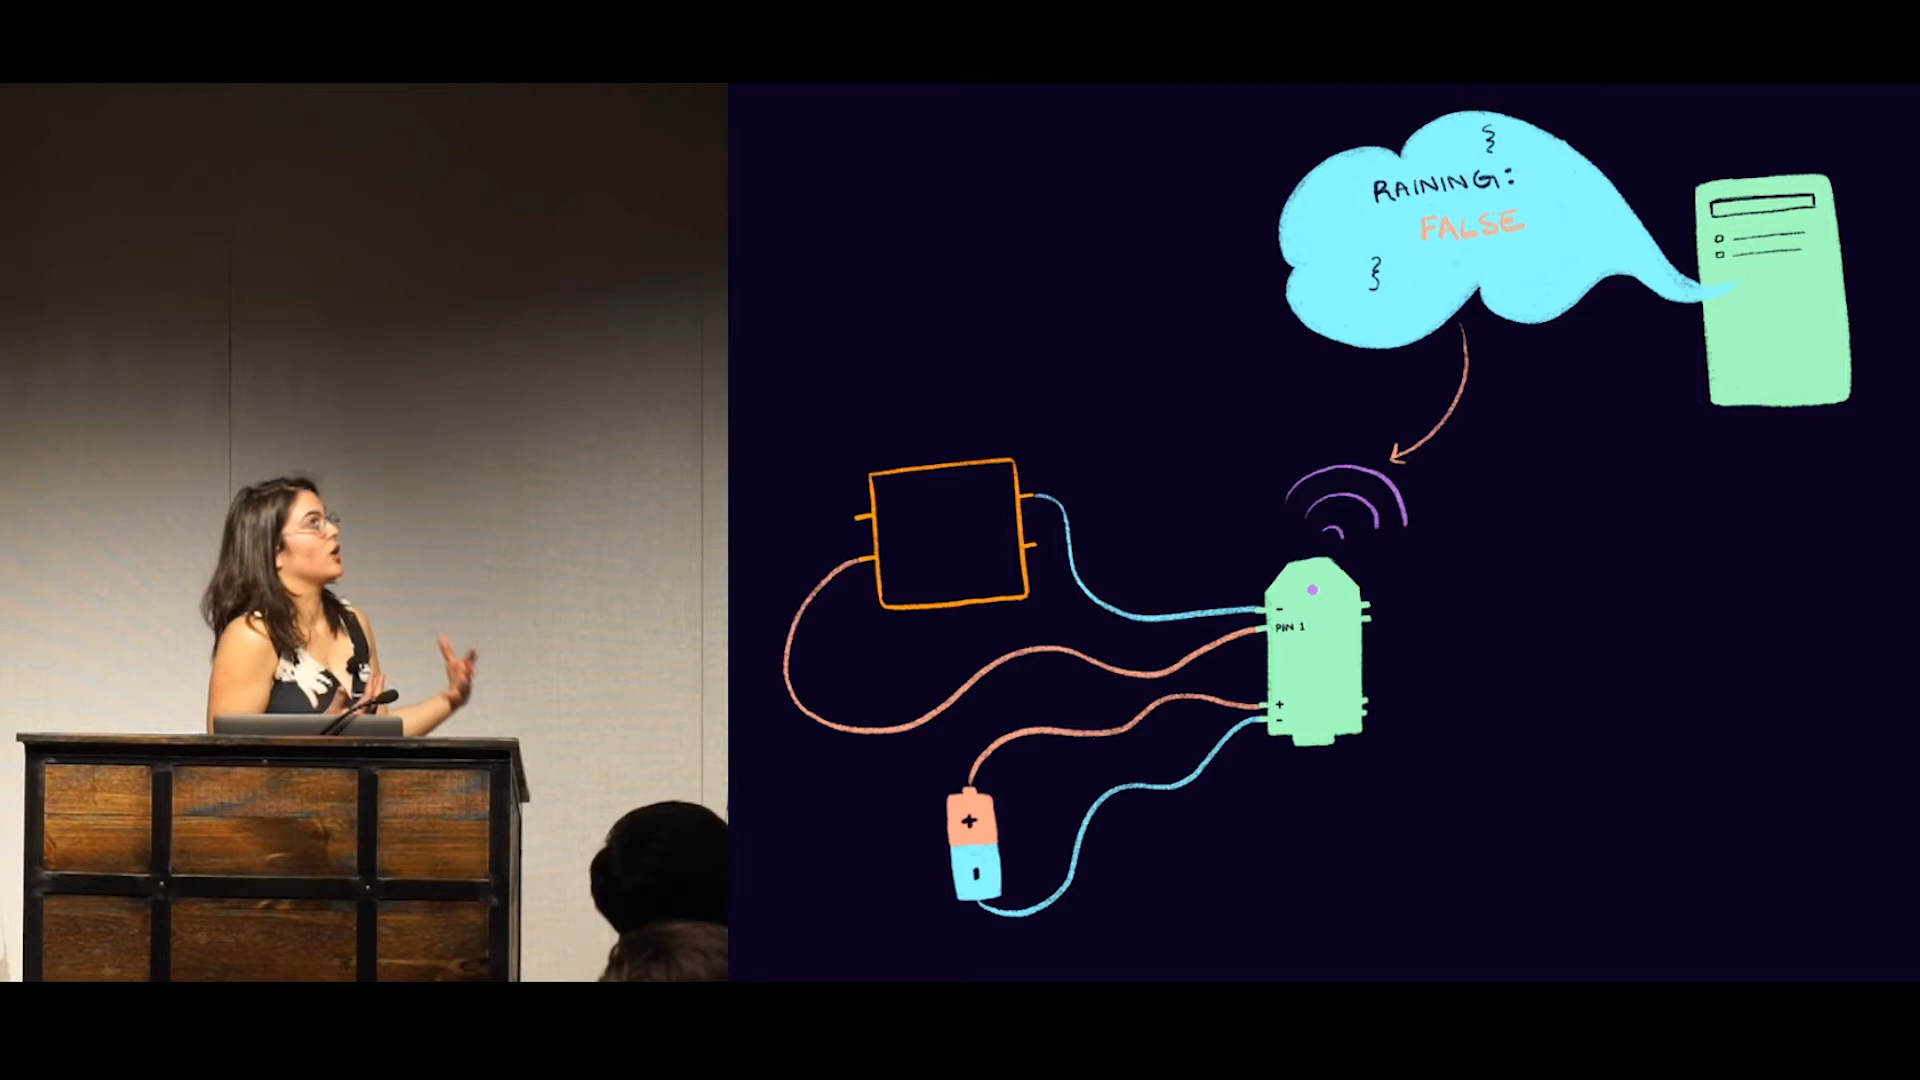 {
RAINING:
FALSE
}
-
PIN 1
+
-
+
-